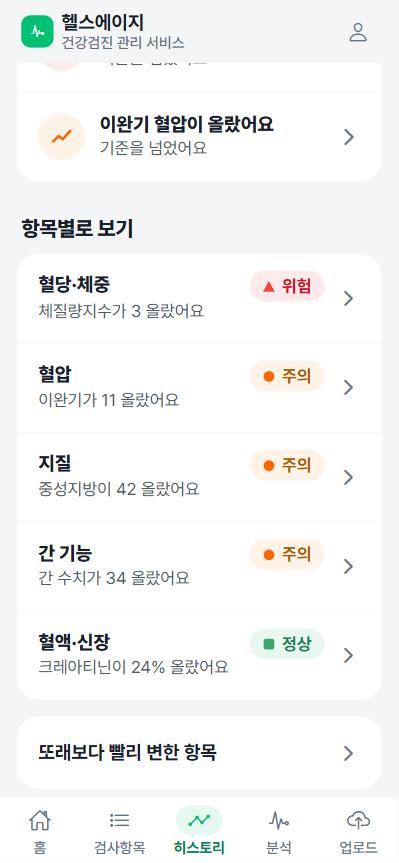 헬스에이지
건강검진 관리 서비스
이완기 혈압이 올랐어요
기준을 넘었어요
항목별로 보기
혈당·체중
위험
체질량지수가 3 올랐어요
혈압
주의
이완기가 11 올랐어요
지질
주의
중성지방이 42 올랐어요
간 기능
주의
간 수치가 34 올랐어요
혈액·신장
정상
크레아티닌이 24% 올랐어요
또래보다 빨리 변한 항목
홈
검사항목
히스토리
분석
업로드